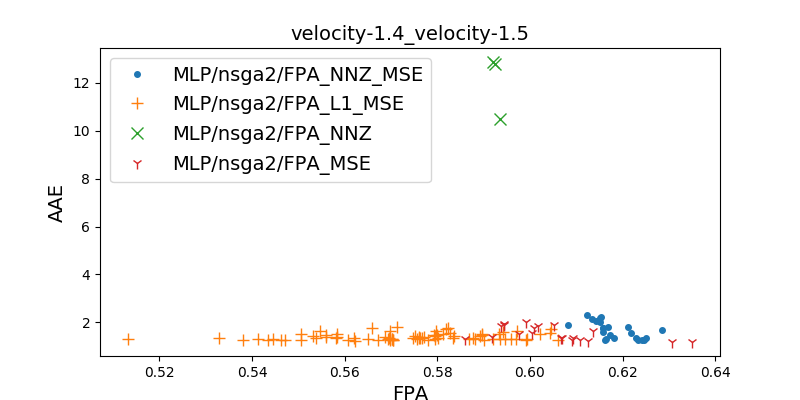 velocity-1.4_velocity-1.5
MLP/nsga2/FPA_NNZ_MSE
MLP/nsga2/FPA_L1_MSE
MLP/nsga2/FPA_NNZ
MLP/nsga2/FPA_MSE
AAE
12
10
8
6
4
2
0.52 0.54 0.56 0.58 0.60 0.62 0.64
FPA